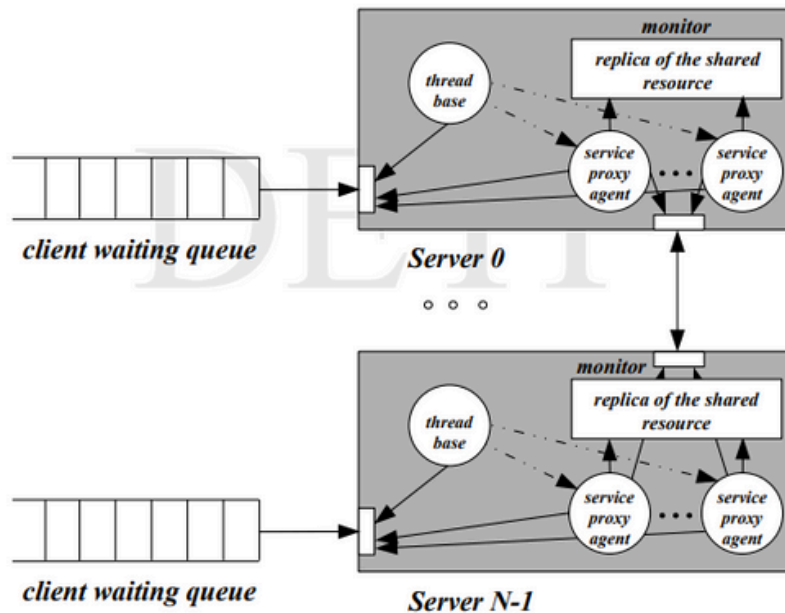 monitor
replica of the shared
resource
thread
base
service
proxy
agent
service
proxy
agent
client waiting queue
Server 0
DETI
monitor
replica of the shared
resource
thread
base
service
proxy
agent
service
proxy
agent
client waiting queue
Server N-1